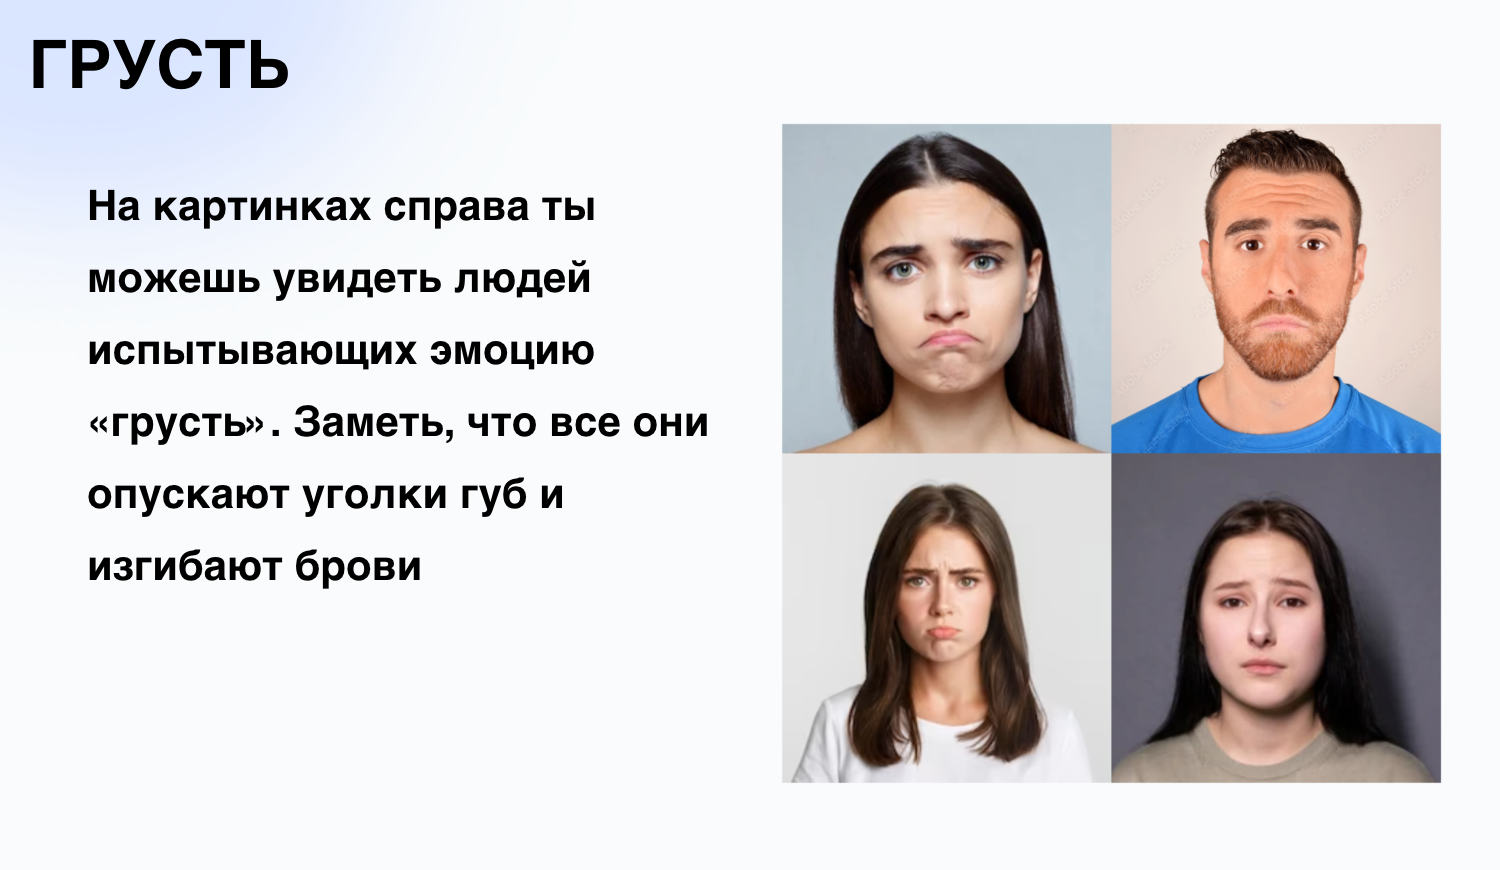 ГРУСТЬ
На картинках справа ты
можешь увидеть людей
испытывающих эмоцию
«грусть». Заметь, что все они
опускают уголки губ и
изгибают брови